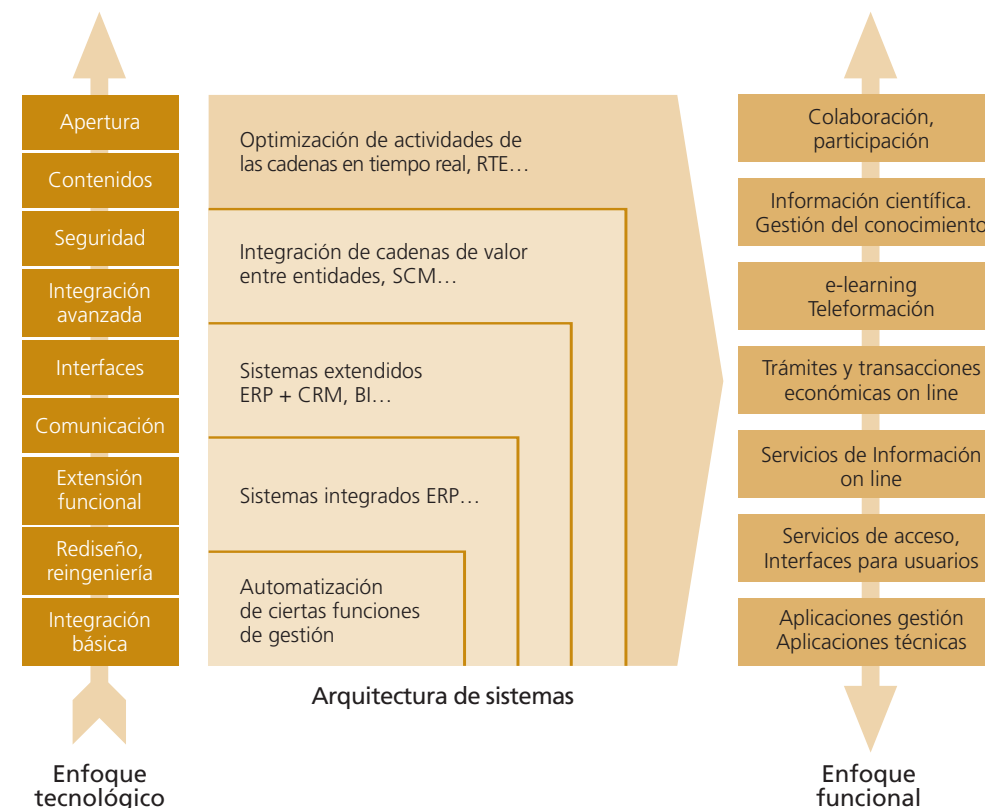 Apertura
Contenidos
Seguridad
Integración
avanzada
Interfaces
Comunicación
Extensión
funcional
Rediseño,
reingeniería
Integración
básica
Enfoque
tecnológico
Optimización de actividades de
las cadenas en tiempo real, RTE…
Integración de cadenas de valor
entre entidades, SCM…
Sistemas extendidos
ERP + CRM, BI…
Sistemas integrados ERP…
Automatización
de ciertas funciones
de gestión
Arquitectura de sistemas
Colaboración,
participación
Información científica.
Gestión del conocimiento
e-learning
Teleformación
Trámites y transacciones
económicas on line
Servicios de Información
on line
Servicios de acceso,
Interfaces para usuarios
Aplicaciones gestión
Aplicaciones técnicas
Enfoque
funcional